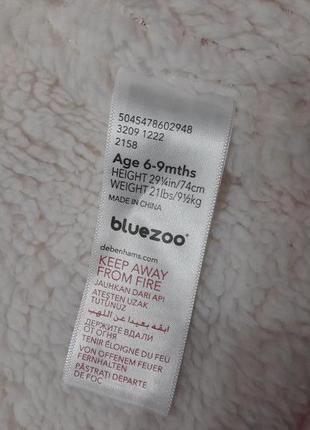 5045478602948
3209 1222
2158
Age 6-9mths
HEIGHT 29¼in/74cm
WEIGHT 21lbs/9½kg
MADE IN CHINA
bluezoo
debenhams.com
KEEP AWAY
FROM FIRE
JAUHKAN DARI API
ATEŞTEN UZAK
TUTUNUZ
ابقه بعيدا عن اللهب
ДЕРЖИТЕ ВДАЛИ
ОТ ОГНЯ
TENIR ÉLOIGNÉ DU FEU
VON OFFENEM FEUER
FERNHALTEN
PĂSTRAȚI DEPARTE
DE FOC